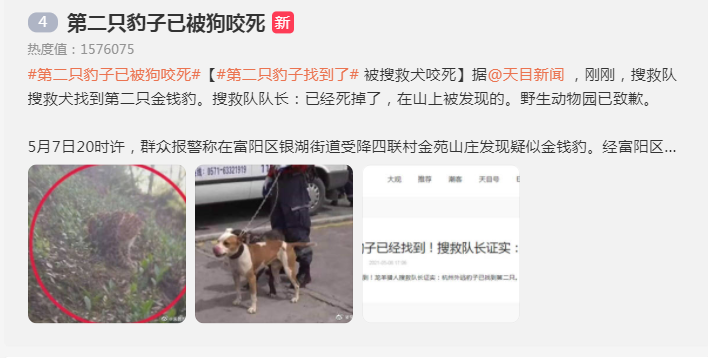 4 第二只豹子已被狗咬死 新
热度值：1576075
#第二只豹子已被狗咬死#【#第二只豹子找到了# 被搜救犬咬死】据@天目新闻 ，刚刚，搜救队
搜救犬找到第二只金钱豹。搜救队队长：已经死掉了，在山上被发现的。野生动物园已致歉。
5月7日20时许，群众报警称在富阳区银湖街道受降四联村金苑山庄发现疑似金钱豹。经富阳区...
0571-63321919
大观 推荐 潮客 天目号
豹子已经找到！搜救队长证实：